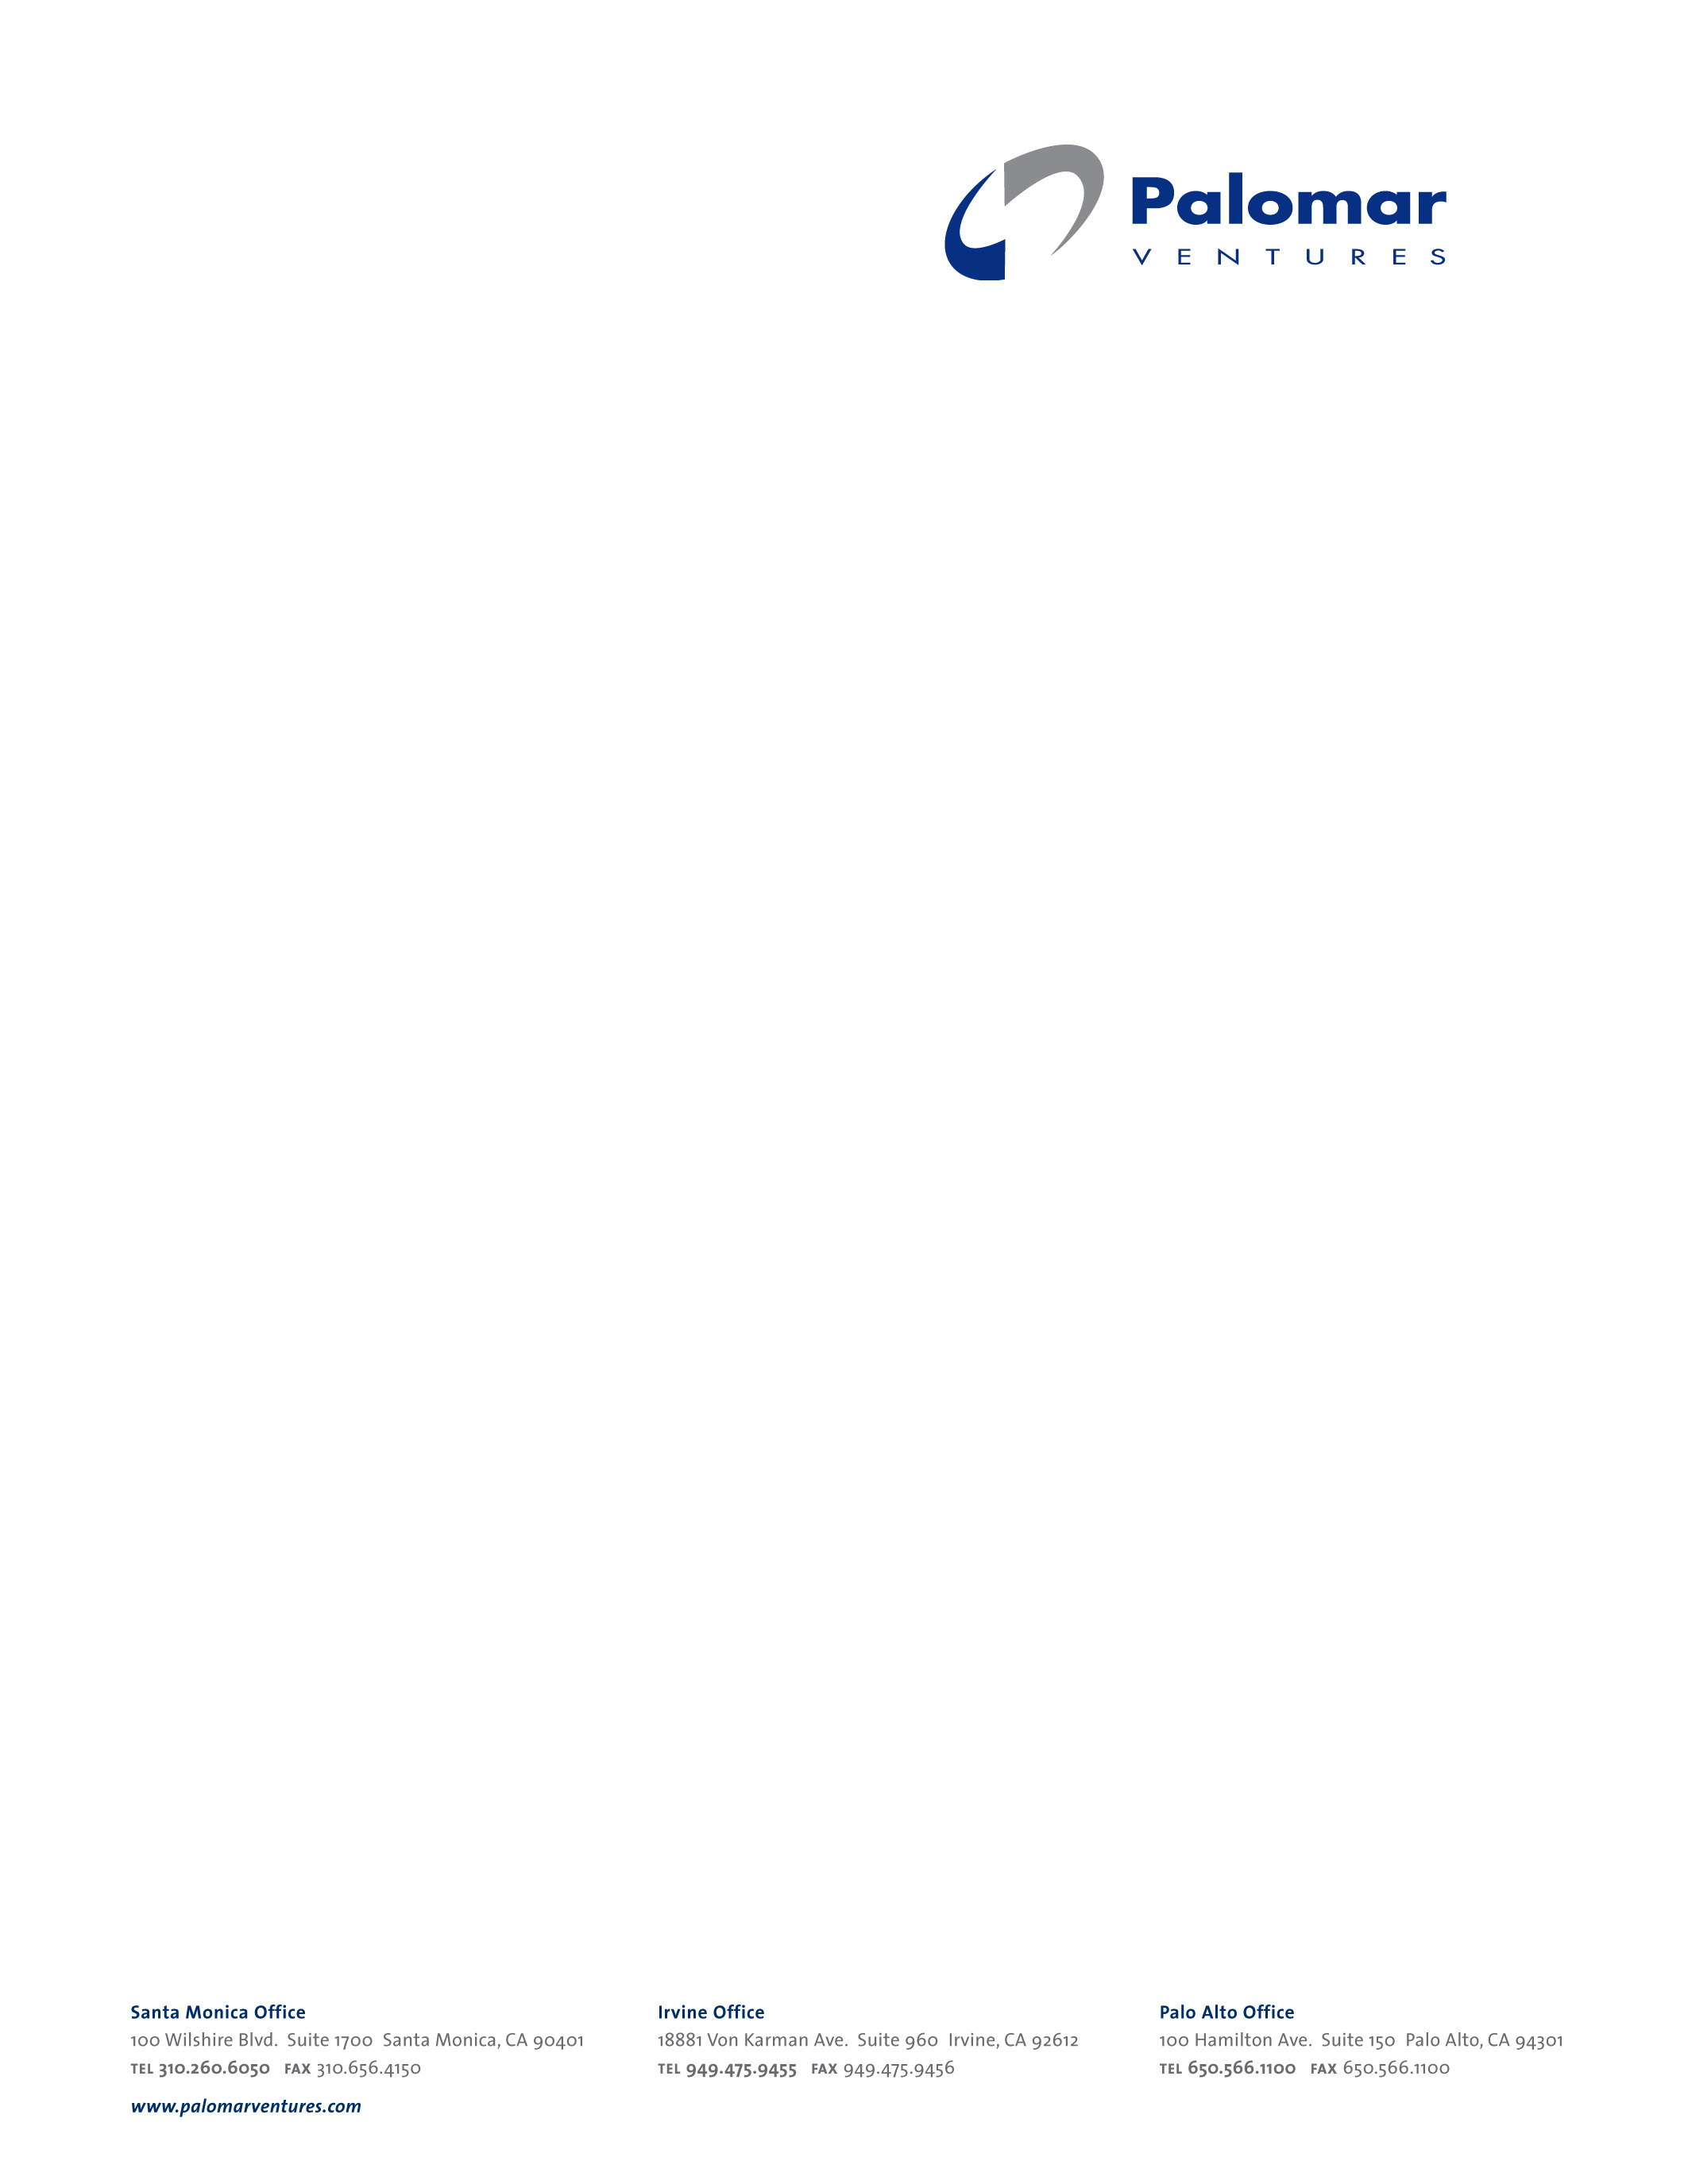 Palomar
VENTURES
Santa Monica Office
100 Wilshire Blvd. Suite 1700 Santa Monica, CA 90401
TEL 310.260.6050 FAX 310.656.4150
www.palomarventures.com
Irvine Office
18881 Von Karman Ave. Suite 960 Irvine, CA 92612
TEL 949.475.9455 FAX 949.475.9456
Palo Alto Office
100 Hamilton Ave. Suite 150 Palo Alto, CA 94301
TEL 650.566.1100 FAX 650.566.1100